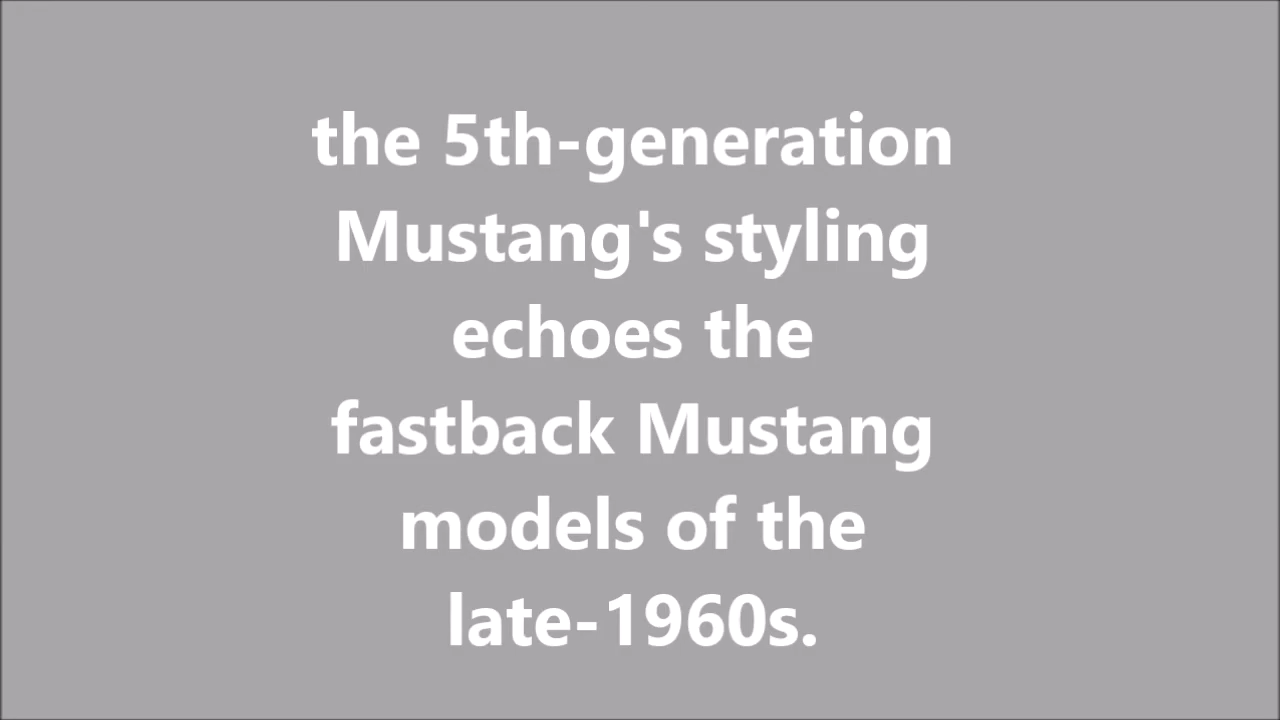 the 5th-generation
Mustang's styling
echoes the
fastback Mustang
models of the
late-1960s.